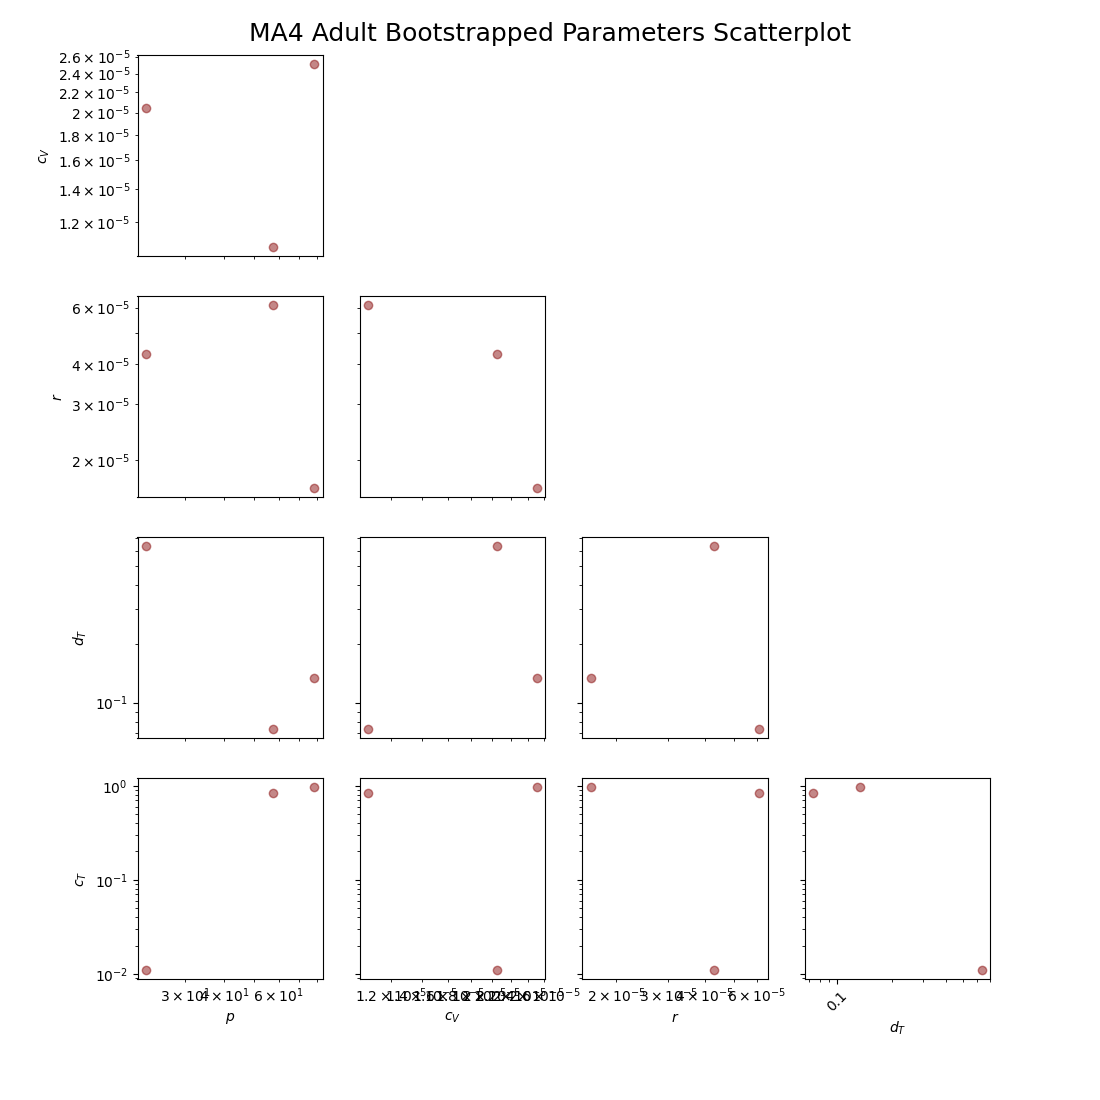 MA4 Adult Bootstrapped Parameters Scatterplot
2.6 × 10⁻⁵
2.4 × 10⁻⁵
2.2 × 10⁻⁵
2 × 10⁻⁵
1.8 × 10⁻⁵
1.6 × 10⁻⁵
1.4 × 10⁻⁵
1.2 × 10⁻⁵
c_V
6 × 10⁻⁵
4 × 10⁻⁵
3 × 10⁻⁵
2 × 10⁻⁵
r
10⁻¹
d_T
10⁰
10⁻¹
10⁻²
c_T
3 × 10¹ 4 × 10¹ 6 × 10¹
p
c_V
2 × 10⁻⁵ 3 × 10⁻⁵ 4 × 10⁻⁵ 6 × 10⁻⁵
r
0.1
d_T